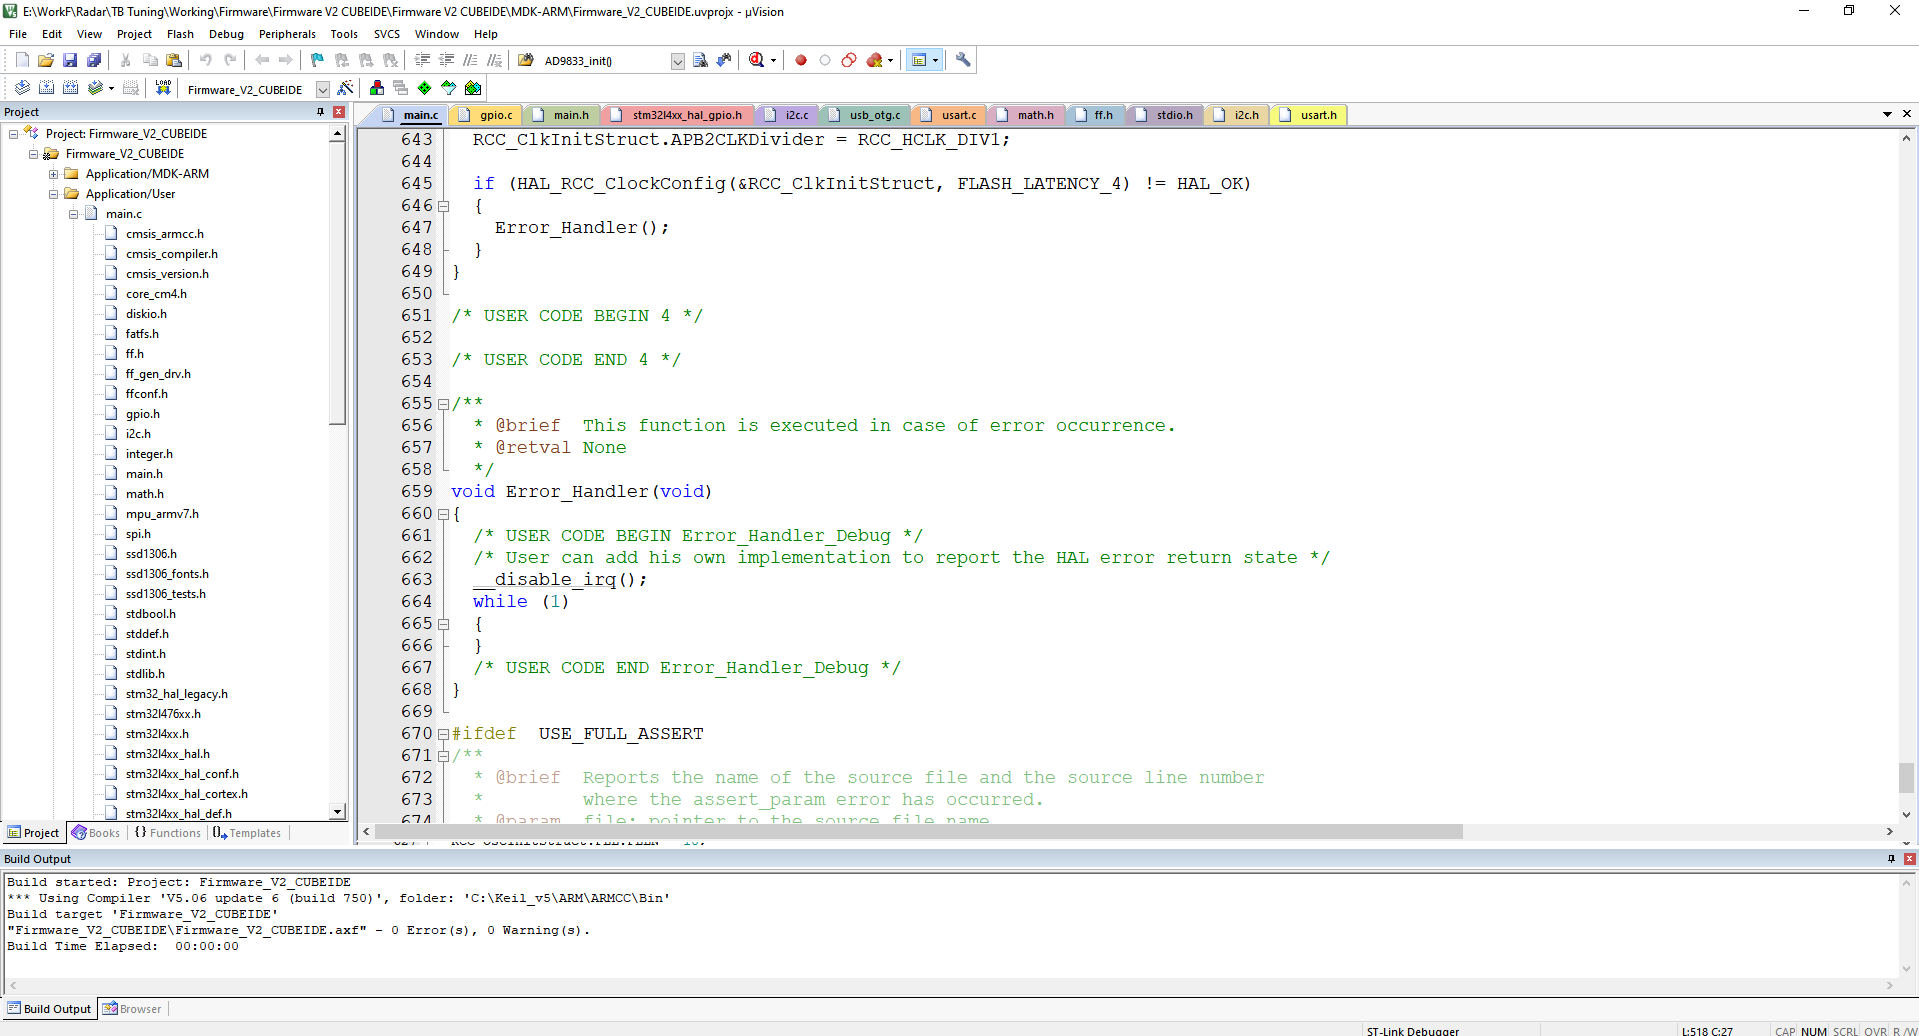 E:\WorkF\Radar\TB Tuning\Working\Firmware\Firmware V2 CUBEIDE\Firmware V2 CUBEIDE\MDK-ARM\Firmware_V2_CUBEIDE.uvprojx - µVision
File Edit View Project Flash Debug Peripherals Tools SVCS Window Help
AD9833_init()
LOAD Firmware_V2_CUBEIDE
Project
Project: Firmware_V2_CUBEIDE
Firmware_V2_CUBEIDE
Application/MDK-ARM
Application/User
main.c
cmsis_armcc.h
cmsis_compiler.h
cmsis_version.h
core_cm4.h
diskio.h
fatfs.h
ff.h
ff_gen_drv.h
ffconf.h
gpio.h
i2c.h
integer.h
main.h
math.h
mpu_armv7.h
spi.h
ssd1306.h
ssd1306_fonts.h
ssd1306_tests.h
stdbool.h
stddef.h
stdint.h
stdlib.h
stm32_hal_legacy.h
stm32l476xx.h
stm32l4xx.h
stm32l4xx_hal.h
stm32l4xx_hal_conf.h
stm32l4xx_hal_cortex.h
stm32l4xx_hal_def.h
Project Books {} Functions Templates
main.c gpio.c main.h stm32l4xx_hal_gpio.h i2c.c usb_otg.c usart.c math.h ff.h stdio.h i2c.h usart.h
643 RCC_ClkInitStruct.APB2CLKDivider = RCC_HCLK_DIV1;
644
645 if (HAL_RCC_ClockConfig(&RCC_ClkInitStruct, FLASH_LATENCY_4) != HAL_OK)
646 {
647 Error_Handler();
648 }
649 }
650
651 /* USER CODE BEGIN 4 */
652
653 /* USER CODE END 4 */
654
655 /**
656 * @brief  This function is executed in case of error occurrence.
657 * @retval None
658 */
659 void Error_Handler(void)
660 {
661 /* USER CODE BEGIN Error_Handler_Debug */
662 /* User can add his own implementation to report the HAL error return state */
663 __disable_irq();
664 while (1)
665 {
666 }
667 /* USER CODE END Error_Handler_Debug */
668 }
669
670 #ifdef  USE_FULL_ASSERT
671 /**
672 * @brief  Reports the name of the source file and the source line number
673 *         where the assert_param error has occurred.
674 * @param  file: pointer to the source file name
Build Output
Build started: Project: Firmware_V2_CUBEIDE
*** Using Compiler 'V5.06 update 6 (build 750)', folder: 'C:\Keil_v5\ARM\ARMCC\Bin'
Build target 'Firmware_V2_CUBEIDE'
"Firmware_V2_CUBEIDE\Firmware_V2_CUBEIDE.axf" - 0 Error(s), 0 Warning(s).
Build Time Elapsed:  00:00:00
Build Output Browser
ST-Link Debugger L:518 C:27 CAP NUM SCRL OVR R/W